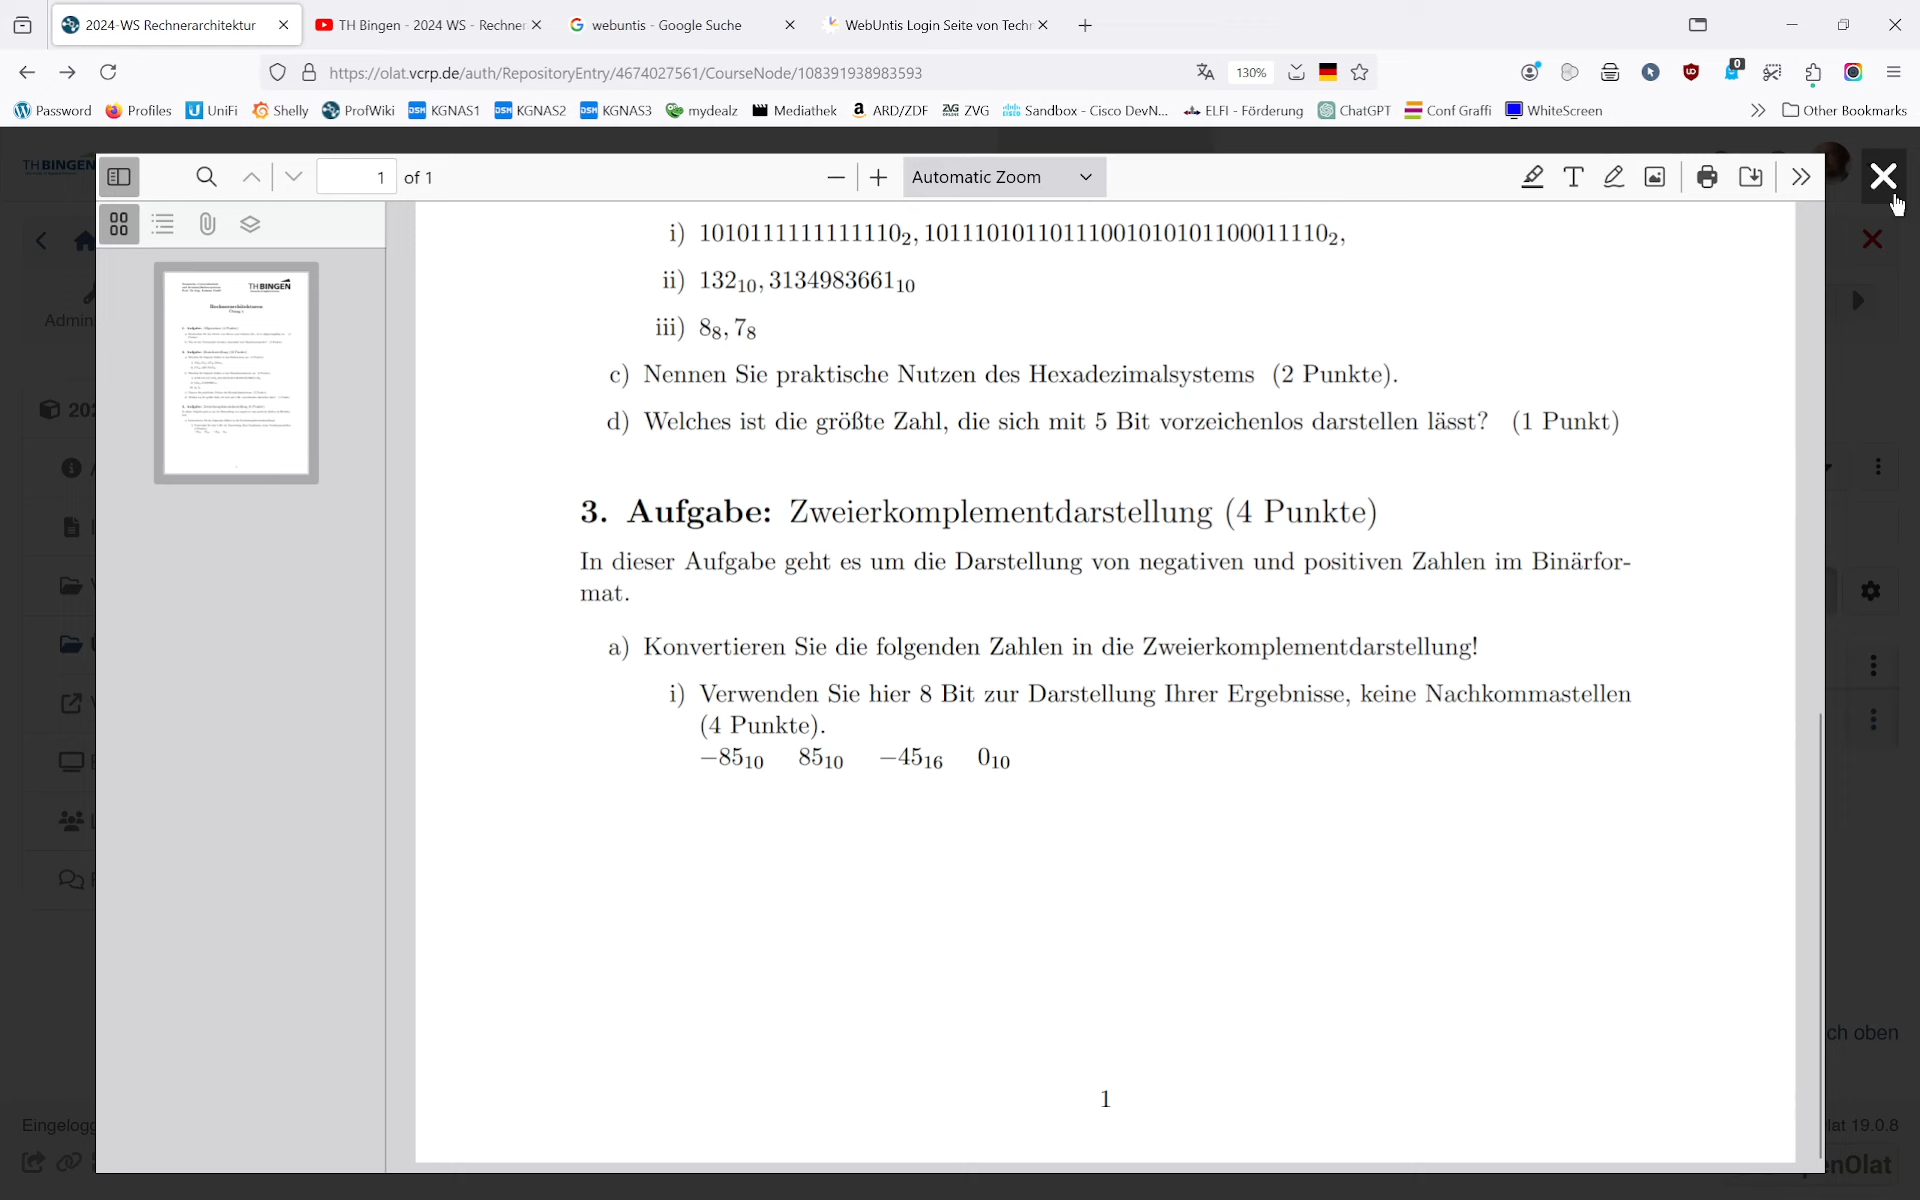 2024-WS Rechnerarchitektur
TH Bingen - 2024 WS - Rechner
webuntis - Google Suche
WebUntis Login Seite von Techn
https://olat.vcrp.de/auth/RepositoryEntry/4674027561/CourseNode/108391938983593
130%
0
Password
Profiles
UniFi
Shelly
ProfWiki
KGNAS1
KGNAS2
KGNAS3
mydealz
Mediathek
ARD/ZDF
ZVG
Sandbox - Cisco DevN...
ELFI - Förderung
ChatGPT
Conf Graffi
WhiteScreen
Other Bookmarks
TH BINGEN
1 of 1
Automatic Zoom
Admin
TH BINGEN
i) 1010111111111110₂, 10111010110111001010101100011110₂,
ii) 132₁₀, 3134983661₁₀
iii) 8₈, 7₈
c) Nennen Sie praktische Nutzen des Hexadezimalsystems (2 Punkte).
d) Welches ist die größte Zahl, die sich mit 5 Bit vorzeichenlos darstellen lässt? (1 Punkt)
3. Aufgabe: Zweierkomplementdarstellung (4 Punkte)
In dieser Aufgabe geht es um die Darstellung von negativen und positiven Zahlen im Binärfor-
mat.
a) Konvertieren Sie die folgenden Zahlen in die Zweierkomplementdarstellung!
i) Verwenden Sie hier 8 Bit zur Darstellung Ihrer Ergebnisse, keine Nachkommastellen
(4 Punkte).
−85₁₀ 85₁₀ −45₁₆ 0₁₀
1
ch oben
Eingelogg
lat 19.0.8
enOlat